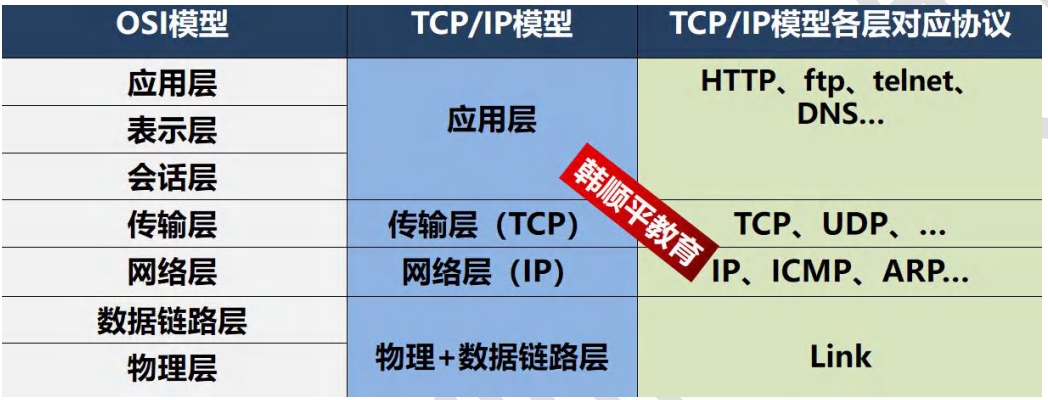 OSI模型 TCP/IP模型 TCP/IP模型各层对应协议
应用层 应用层 HTTP、ftp、telnet、
DNS...
表示层
会话层
传输层 传输层（TCP） TCP、UDP、...
网络层 网络层（IP） IP、ICMP、ARP...
数据链路层 物理+数据链路层 Link
物理层
韩顺平教育